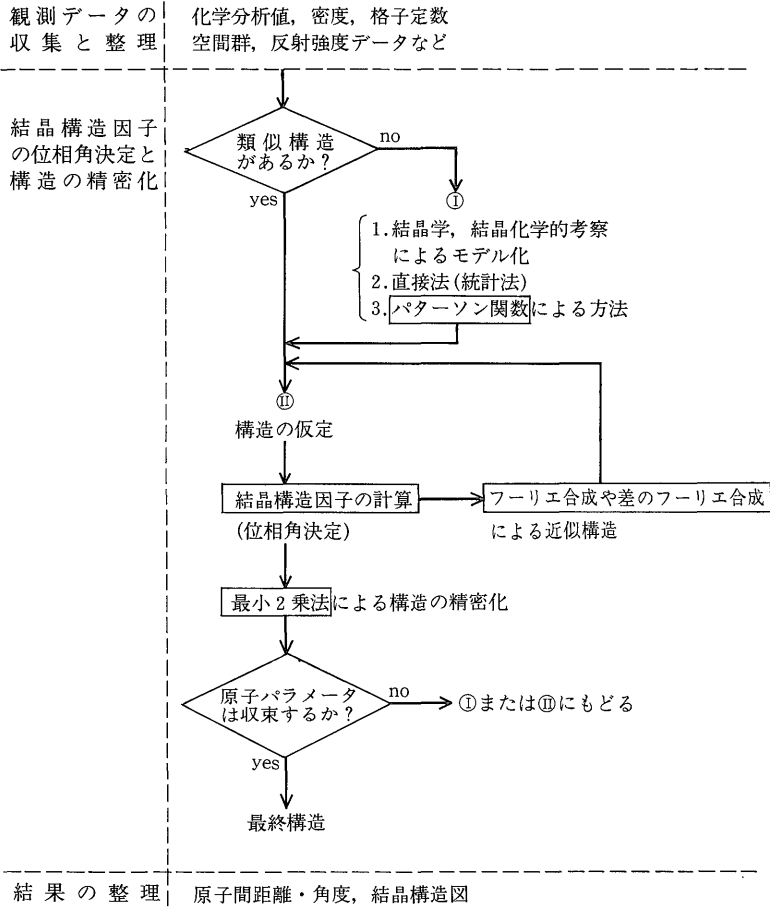 観測データの
収集と整理
化学分析値，密度，格子定数
空間群，反射強度データなど
結晶構造因子
の位相角決定と
構造の精密化
類似構造
があるか？
no
yes
Ⓘ
1.結晶学，結晶化学的考察
によるモデル化
2.直接法(統計法)
3.パターソン関数による方法
Ⅱ
構造の仮定
結晶構造因子の計算
(位相角決定)
フーリエ合成や差のフーリエ合成
による近似構造
最小2乗法による構造の精密化
原子パラメータ
は収束するか？
no
ⒾまたはⅡにもどる
yes
最終構造
結果の整理
原子間距離・角度，結晶構造図